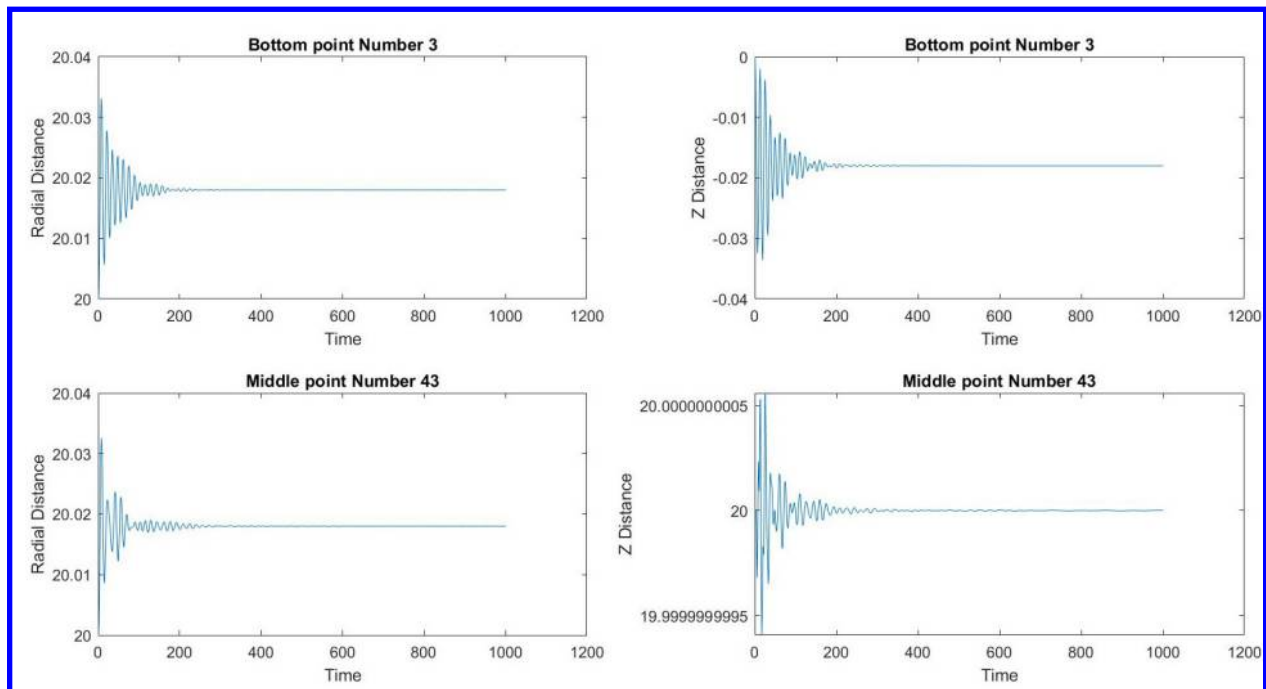 Bottom point Number 3
20.04
20.03
20.02
20.01
20
Radial Distance
0 200 400 600 800 1000 1200
Time
Bottom point Number 3
0
-0.01
-0.02
-0.03
-0.04
Z Distance
0 200 400 600 800 1000 1200
Time
Middle point Number 43
20.04
20.03
20.02
20.01
20
Radial Distance
0 200 400 600 800 1000 1200
Time
Middle point Number 43
20.0000000005
20
19.9999999995
Z Distance
0 200 400 600 800 1000 1200
Time